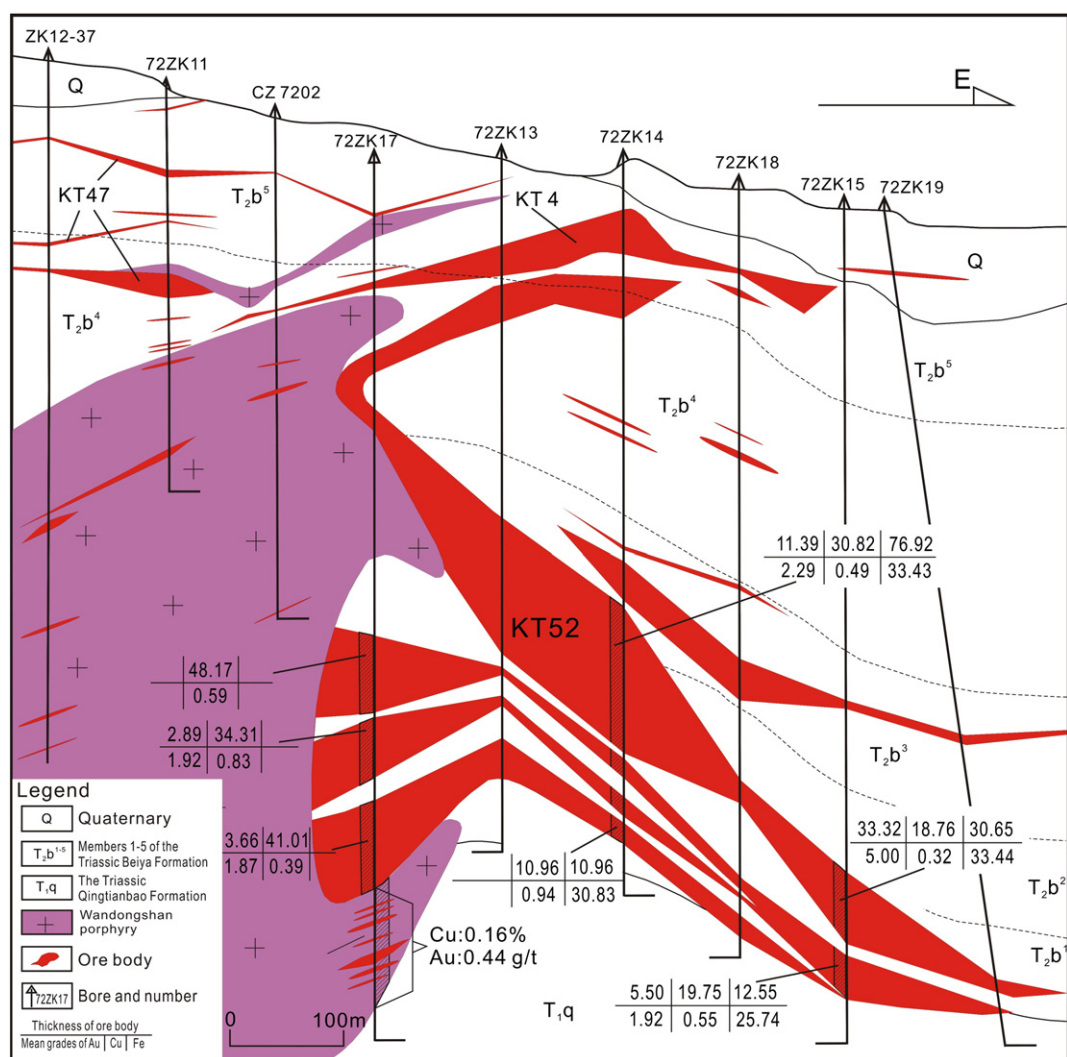 ZK12-37
72ZK11
CZ 7202
72ZK17
72ZK13
72ZK14
72ZK18
72ZK15
72ZK19
E
Q
KT47
T₂b⁵
KT4
Q
T₂b⁴
T₂b⁵
T₂b⁴
11.39 30.82 76.92
2.29 0.49 33.43
KT52
48.17
0.59
2.89 34.31
1.92 0.83
T₂b³
3.66 41.01
1.87 0.39
33.32 18.76 30.65
5.00 0.32 33.44
10.96 10.96
0.94 30.83
T₂b²
T₂b¹
Cu:0.16%
Au:0.44 g/t
5.50 19.75 12.55
1.92 0.55 25.74
T₁q
Legend
Q Quaternary
T₂b¹⁻⁵ Members 1-5 of the
Triassic Beiya Formation
T₁q The Triassic
Qingtianbao Formation
Wandongshan
porphyry
Ore body
72ZK17 Bore and number
Thickness of ore body
Mean grades of Au | Cu | Fe
0 100m